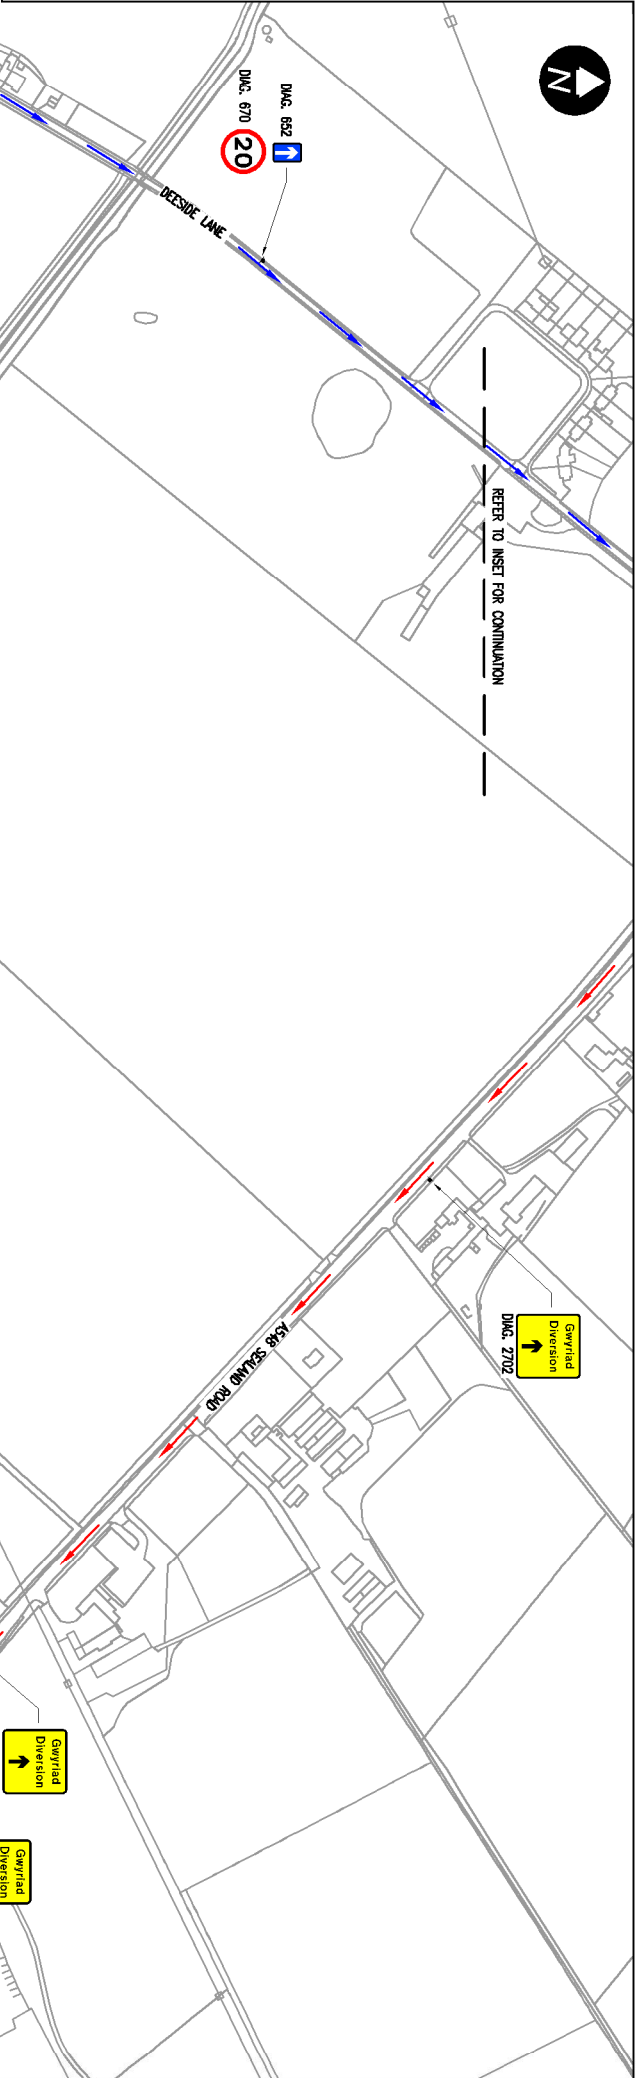 N
DIAG. 652
DIAG. 670
20
DEESIDE LANE
REFER TO INSET FOR CONTINUATION
Gwyriad
Diversion
DIAG. 2702
A548 SEALAND ROAD
Gwyriad
Diversion
Gwyriad
Diversion